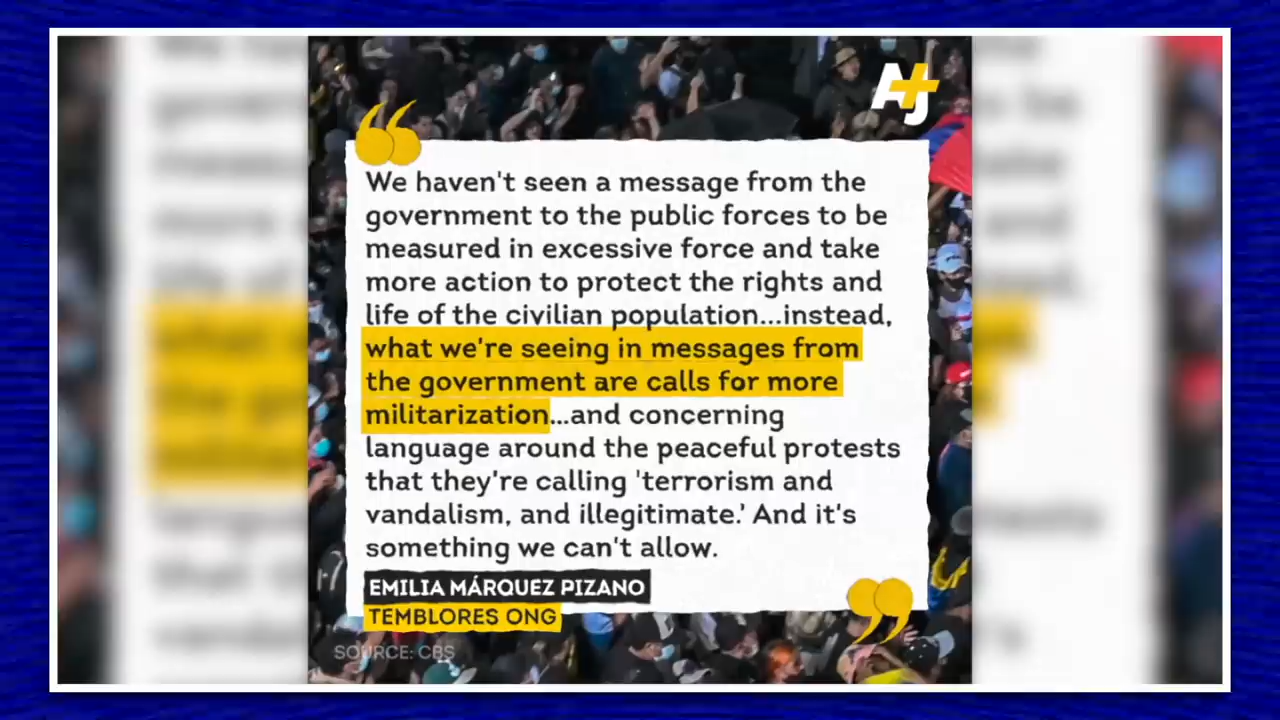 AJ+
We haven't seen a message from the
government to the public forces to be
measured in excessive force and take
more action to protect the rights and
life of the civilian population...instead,
what we're seeing in messages from
the government are calls for more
militarization...and concerning
language around the peaceful protests
that they're calling 'terrorism and
vandalism, and illegitimate.' And it's
something we can't allow.
EMILIA MÁRQUEZ PIZANO
TEMBLORES ONG
SOURCE: CBS